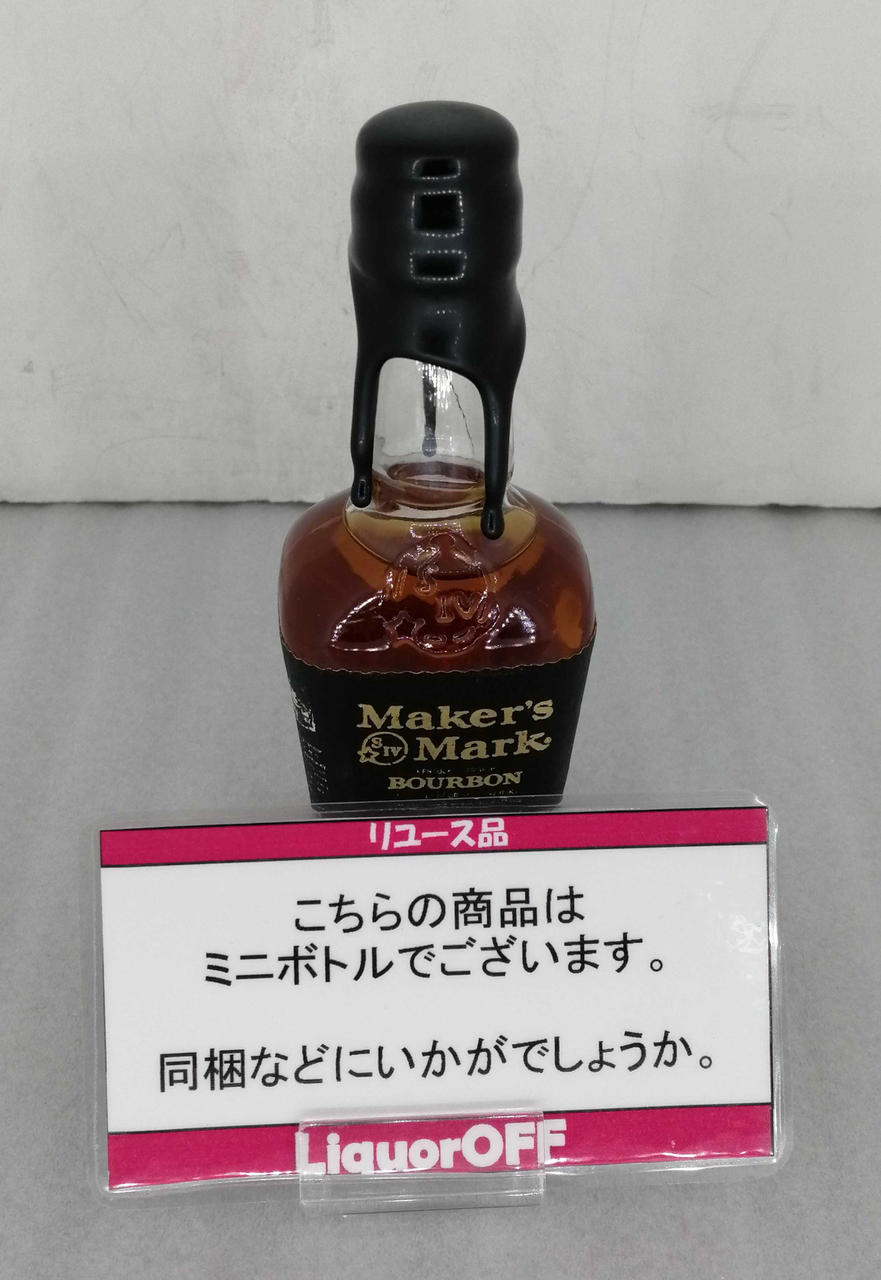 SIV
Maker's
SIV Mark
BOURBON
リユース品
こちらの商品は
ミニボトルでございます。
同梱などにいかがでしょうか。
LiquorOFF